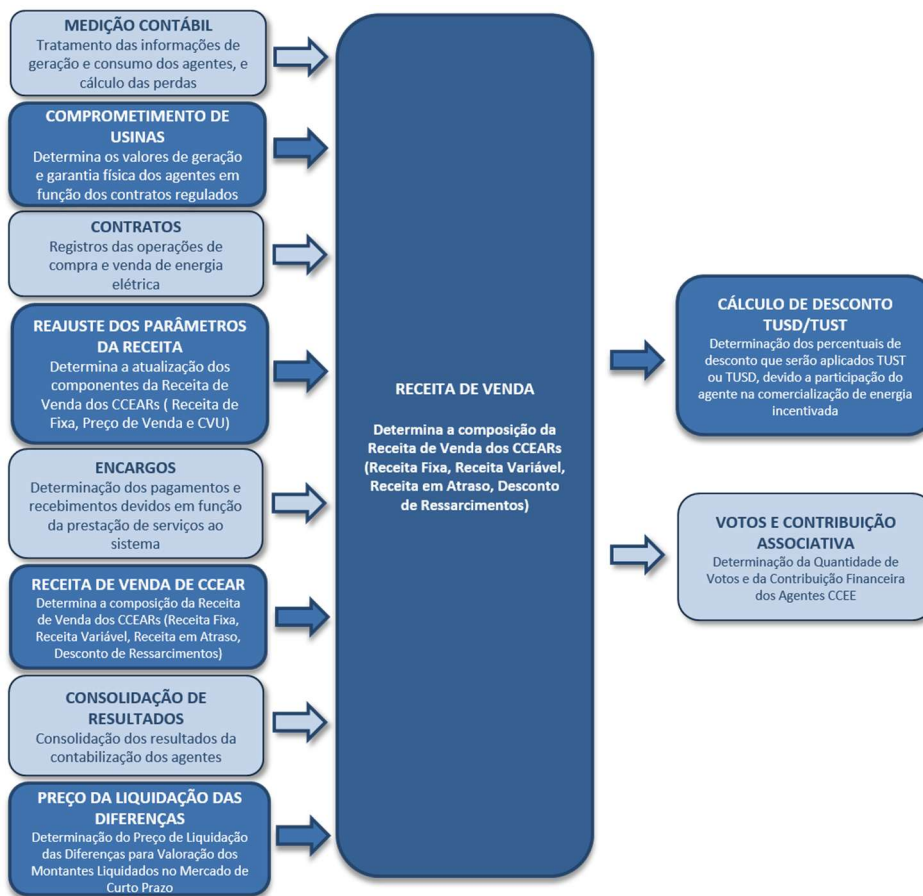 MEDIÇÃO CONTÁBIL
Tratamento das informações de
geração e consumo dos agentes, e
cálculo das perdas
COMPROMETIMENTO DE
USINAS
Determina os valores de geração
e garantia física dos agentes em
função dos contratos regulados
CONTRATOS
Registros das operações de
compra e venda de energia
elétrica
REAJUSTE DOS PARÂMETROS
DA RECEITA
Determina a atualização dos
componentes da Receita de
Venda dos CCEARs ( Receita de
Fixa, Preço de Venda e CVU)
ENCARGOS
Determinação dos pagamentos e
recebimentos devidos em função
da prestação de serviços ao
sistema
RECEITA DE VENDA DE CCEAR
Determina a composição da Receita
de Venda dos CCEARs (Receita Fixa,
Receita Variável, Receita em Atraso,
Desconto de Ressarcimentos)
CONSOLIDAÇÃO DE
RESULTADOS
Consolidação dos resultados da
contabilização dos agentes
PREÇO DA LIQUIDAÇÃO DAS
DIFERENÇAS
Determinação do Preço de Liquidação
das Diferenças para Valoração dos
Montantes Liquidados no Mercado de
Curto Prazo
RECEITA DE VENDA
Determina a composição da
Receita de Venda dos CCEARs
(Receita Fixa, Receita Variável,
Receita em Atraso, Desconto
de Ressarcimentos)
CÁLCULO DE DESCONTO
TUSD/TUST
Determinação dos percentuais de
desconto que serão aplicados TUST
ou TUSD, devido a participação do
agente na comercialização de energia
incentivada
VOTOS E CONTRIBUIÇÃO
ASSOCIATIVA
Determinação da Quantidade de
Votos e da Contribuição Financeira
dos Agentes CCEE